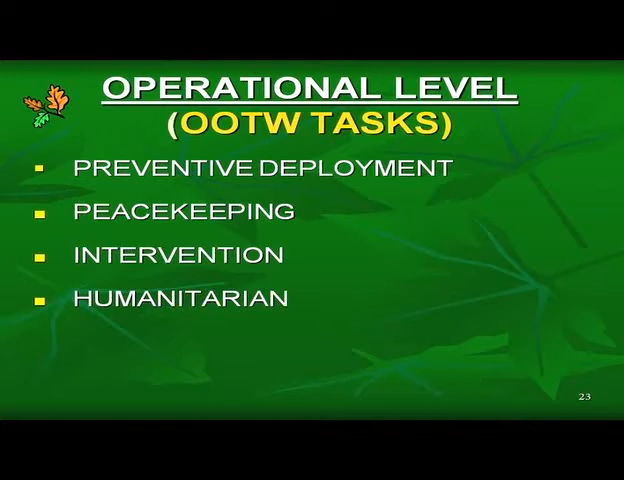 OPERATIONAL LEVEL
(OOTW TASKS)
PREVENTIVE DEPLOYMENT
PEACEKEEPING
INTERVENTION
HUMANITARIAN
23